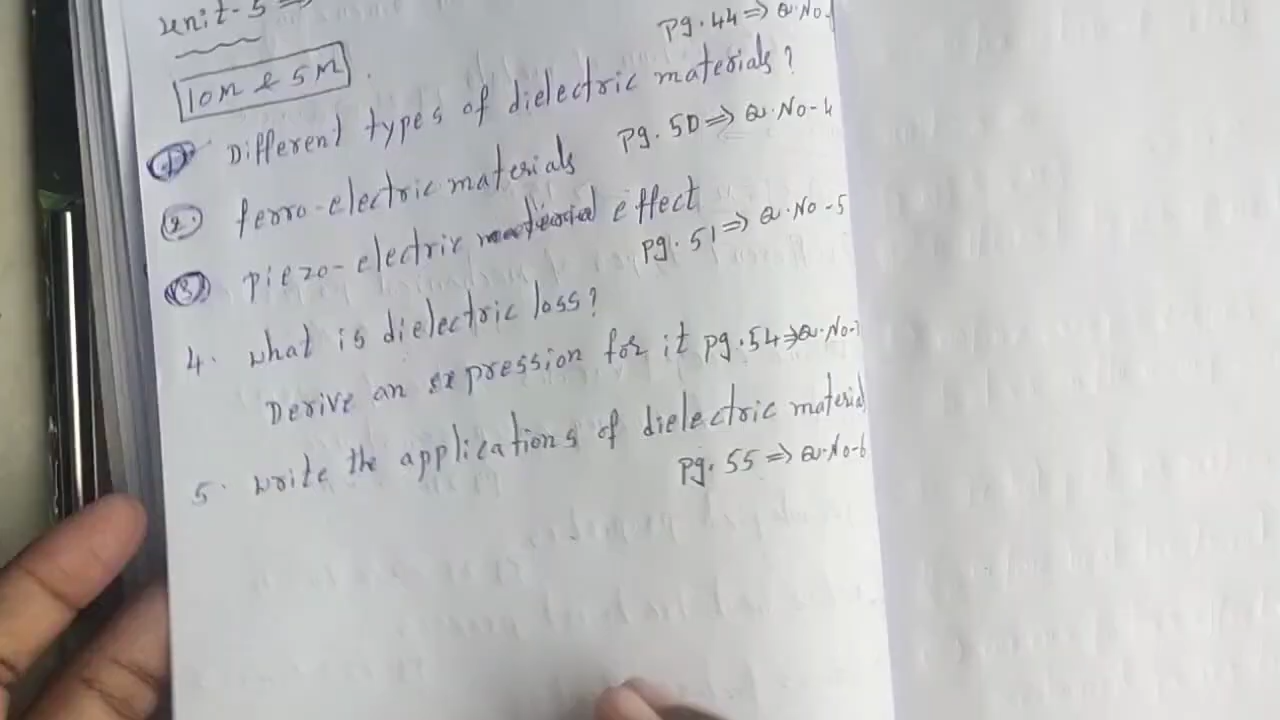 unit-5 ⇒
pg.44 ⇒ Q.No-
10M & 5M
1 Different types of dielectric materials?
pg.50 ⇒ Q.No-4
2. ferro-electric materials
3 piezo-electric material effect
pg.51 ⇒ Q.No-5
4. what is dielectric loss?
Derive an expression for it pg.54 ⇒ Q.No-7
5. write the applications of dielectric material
pg.55 ⇒ Q.No-6